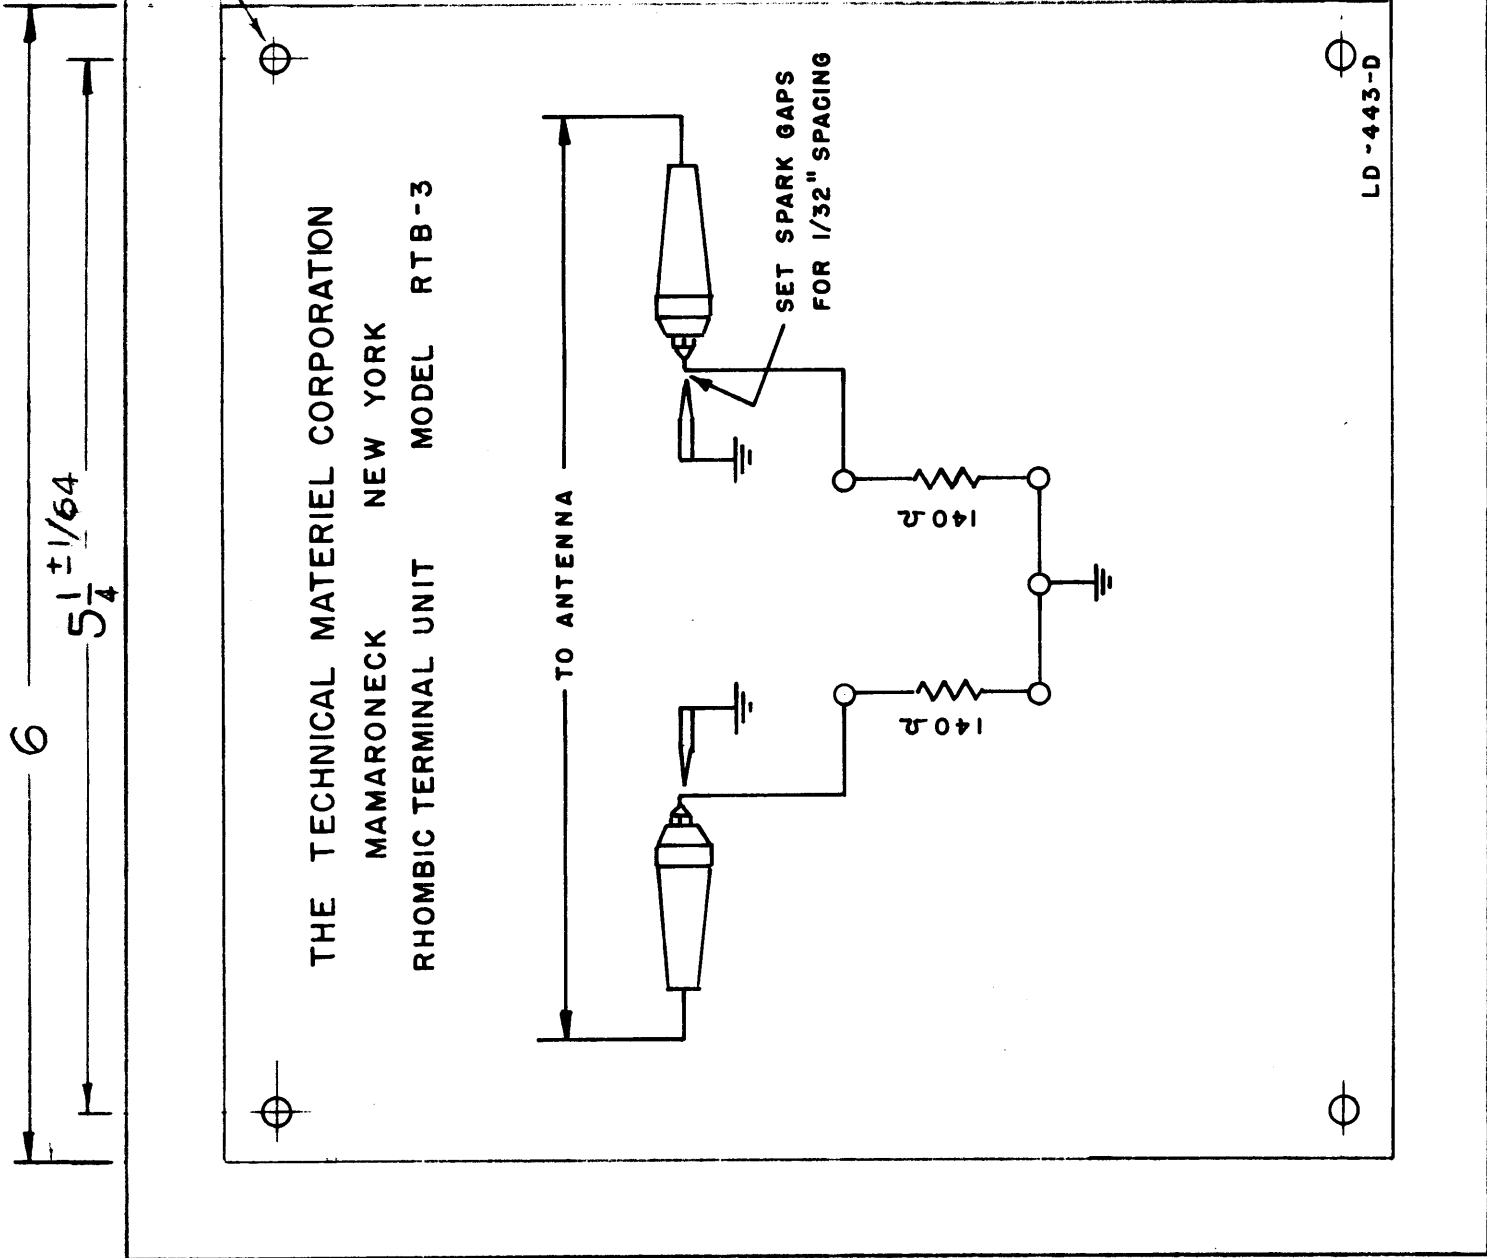 6
5 1/4 ± 1/64
THE TECHNICAL MATERIEL CORPORATION
MAMARONECK NEW YORK
RHOMBIC TERMINAL UNIT MODEL RTB-3
TO ANTENNA
SET SPARK GAPS
FOR 1/32" SPACING
140Ω
140Ω
LD-443-D